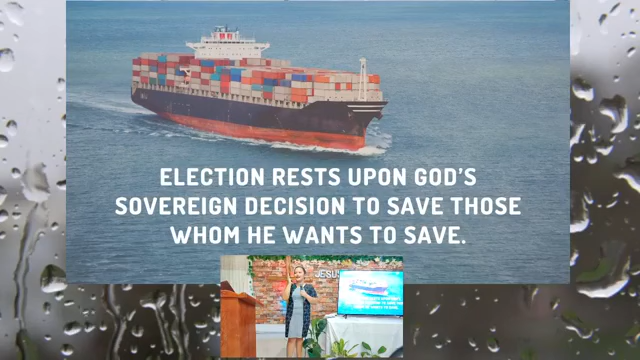 ELECTION RESTS UPON GOD'S
SOVEREIGN DECISION TO SAVE THOSE
WHOM HE WANTS TO SAVE.
JESUS